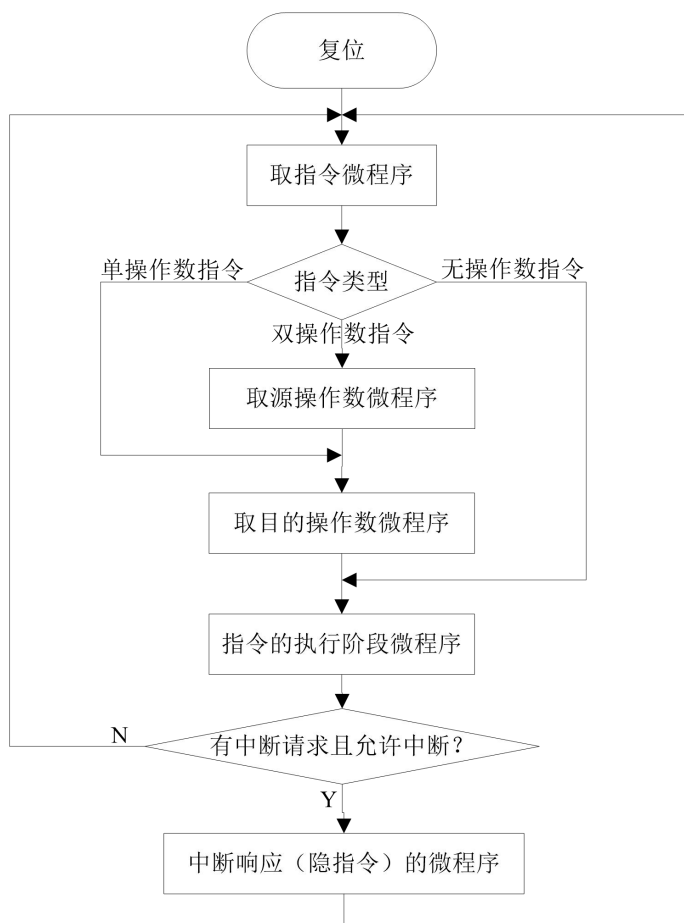 复位
取指令微程序
单操作数指令
指令类型
无操作数指令
双操作数指令
取源操作数微程序
取目的操作数微程序
指令的执行阶段微程序
N
有中断请求且允许中断？
Y
中断响应（隐指令）的微程序